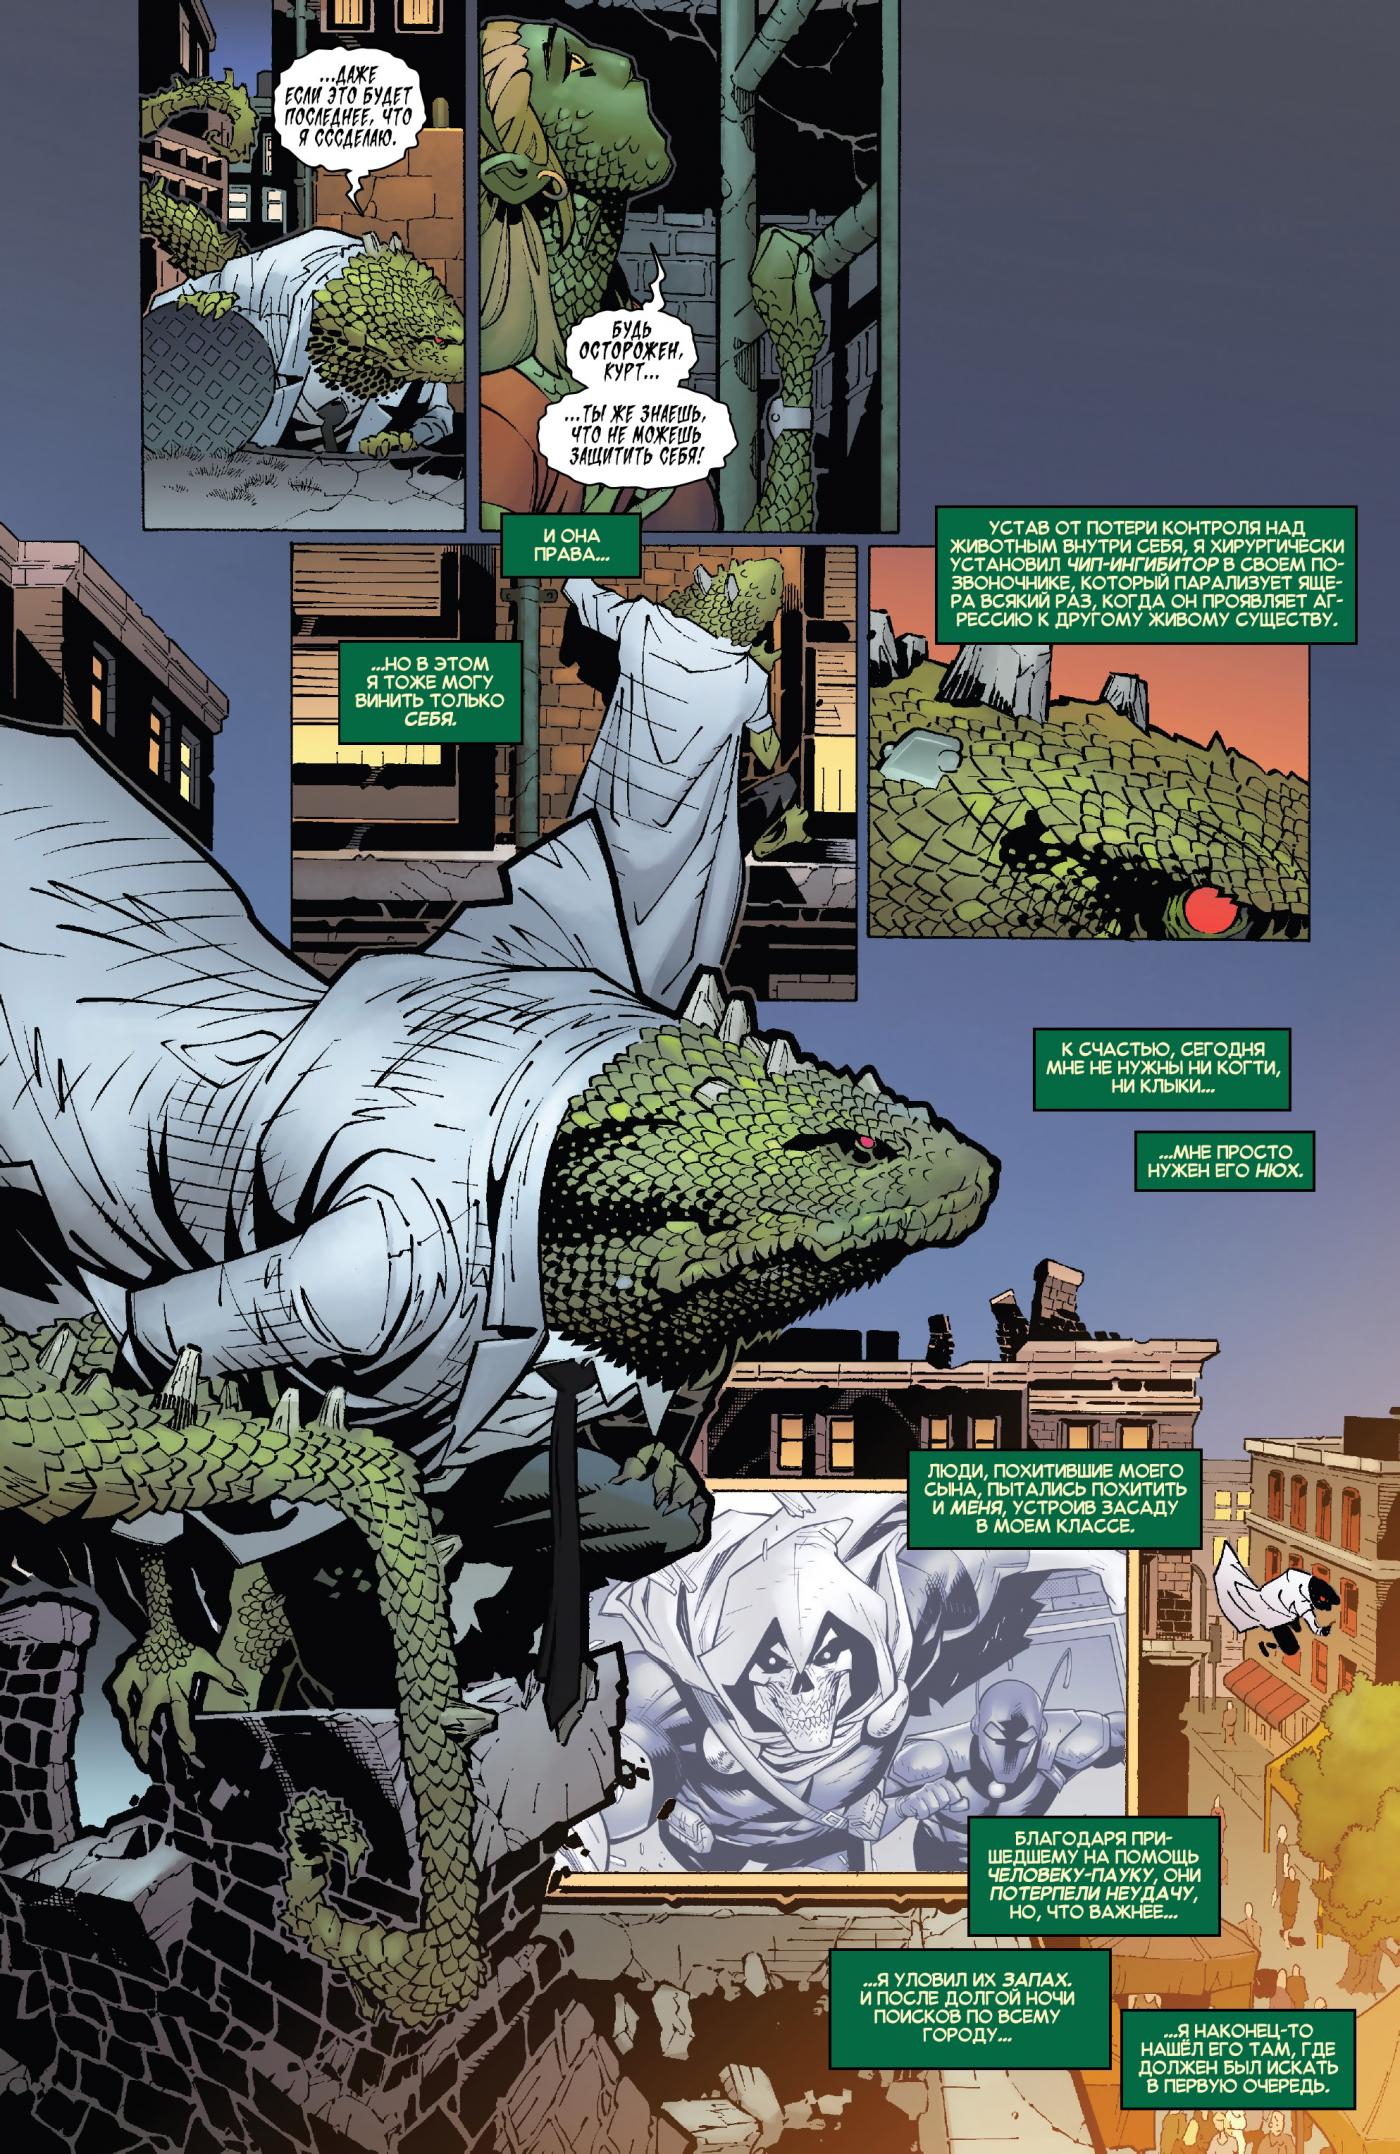 ...ДАЖЕ
ЕСЛИ ЭТО БУДЕТ
ПОСЛЕДНЕЕ, ЧТО
Я СССДЕЛАЮ.
БУДЬ
ОСТОРОЖЕН,
КУРТ...
...ТЫ ЖЕ ЗНАЕШЬ,
ЧТО НЕ МОЖЕШЬ
ЗАЩИТИТЬ СЕБЯ!
И ОНА
ПРАВА...
...НО В ЭТОМ
Я ТОЖЕ МОГУ
ВИНИТЬ ТОЛЬКО
СЕБЯ.
УСТАВ ОТ ПОТЕРИ КОНТРОЛЯ НАД
ЖИВОТНЫМ ВНУТРИ СЕБЯ, Я ХИРУРГИЧЕСКИ
УСТАНОВИЛ ЧИП-ИНГИБИТОР В СВОЕМ ПО-
ЗВОНОЧНИКЕ, КОТОРЫЙ ПАРАЛИЗУЕТ ЯЩЕ-
РА ВСЯКИЙ РАЗ, КОГДА ОН ПРОЯВЛЯЕТ АГ-
РЕССИЮ К ДРУГОМУ ЖИВОМУ СУЩЕСТВУ.
К СЧАСТЬЮ, СЕГОДНЯ
МНЕ НЕ НУЖНЫ НИ КОГТИ,
НИ КЛЫКИ...
...МНЕ ПРОСТО
НУЖЕН ЕГО НЮХ.
ЛЮДИ, ПОХИТИВШИЕ МОЕГО
СЫНА, ПЫТАЛИСЬ ПОХИТИТЬ
И МЕНЯ, УСТРОИВ ЗАСАДУ
В МОЕМ КЛАССЕ.
БЛАГОДАРЯ ПРИ-
ШЕДШЕМУ НА ПОМОЩЬ
ЧЕЛОВЕКУ-ПАУКУ, ОНИ
ПОТЕРПЕЛИ НЕУДАЧУ,
НО, ЧТО ВАЖНЕЕ...
...Я УЛОВИЛ ИХ ЗАПАХ.
И ПОСЛЕ ДОЛГОЙ НОЧИ
ПОИСКОВ ПО ВСЕМУ
ГОРОДУ...
...Я НАКОНЕЦ-ТО
НАШЁЛ ЕГО ТАМ, ГДЕ
ДОЛЖЕН БЫЛ ИСКАТЬ
В ПЕРВУЮ ОЧЕРЕДЬ.